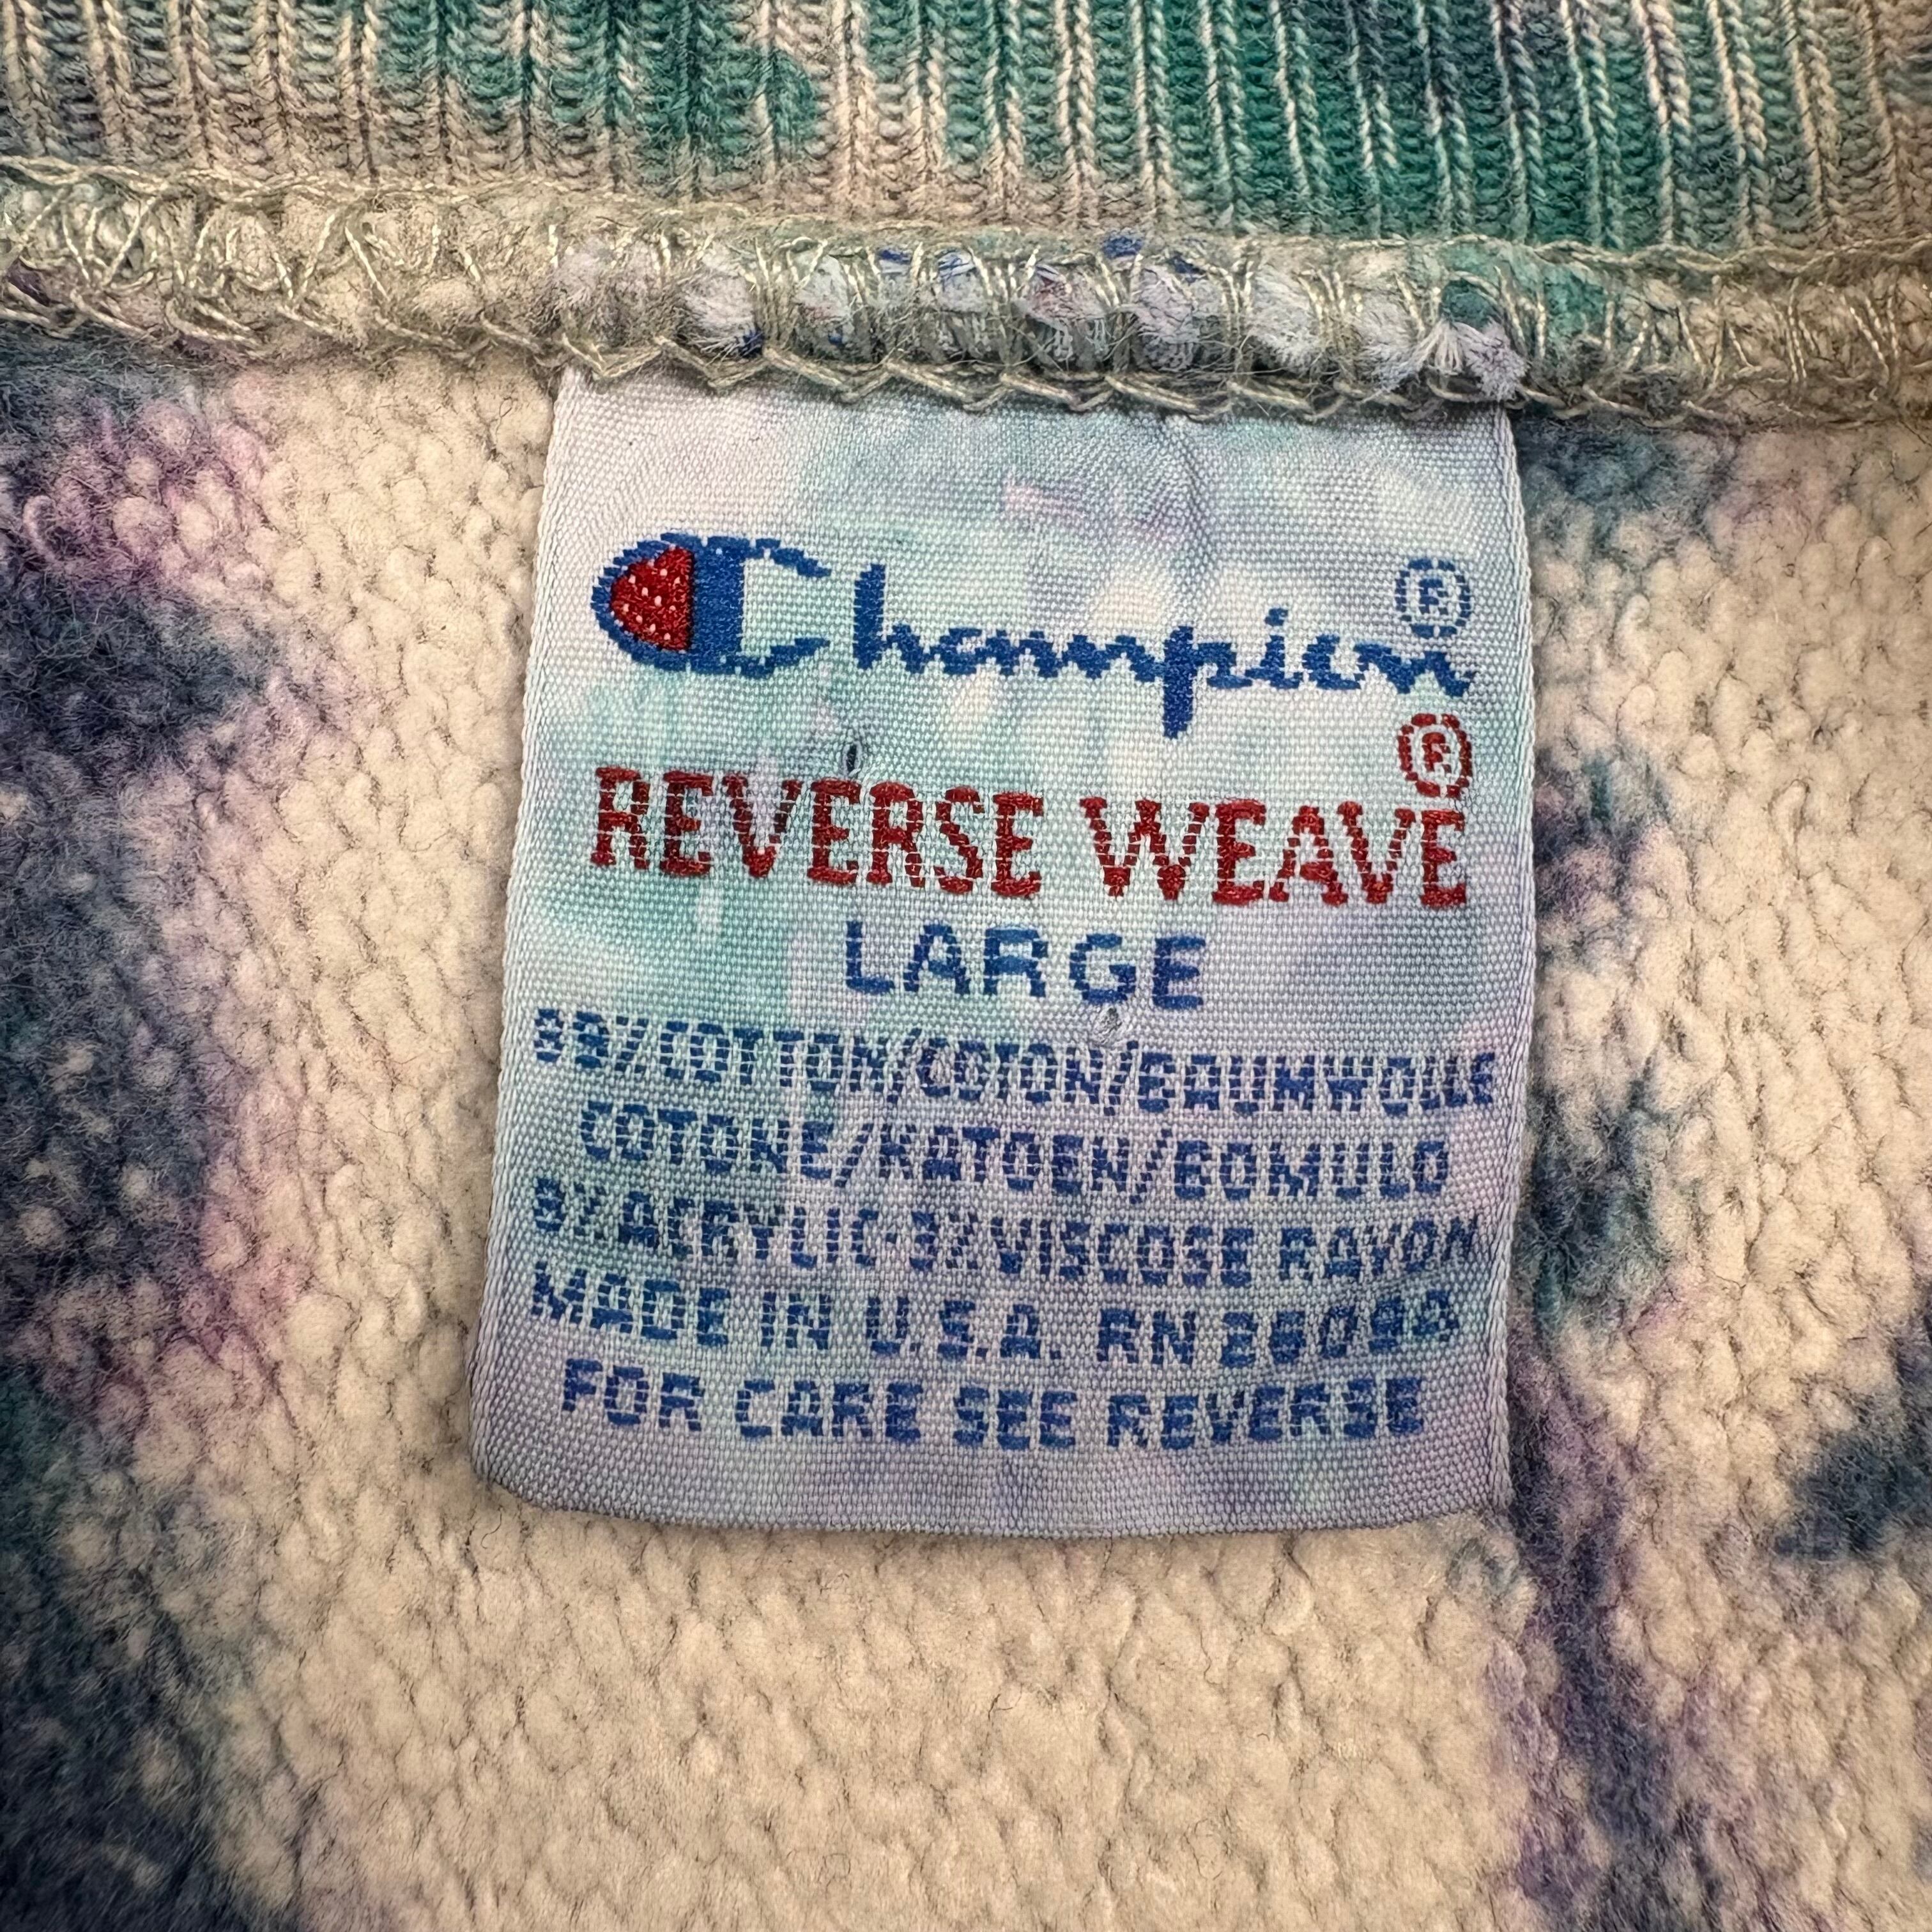 Champion®
REVERSE WEAVE®
LARGE
89%COTTON/COTON/BAUMWOLLE
COTONE/KATOEN/BOMULD
8%ACRYLIC·3%VISCOSE RAYON
MADE IN U.S.A. RN 26094
FOR CARE SEE REVERSE